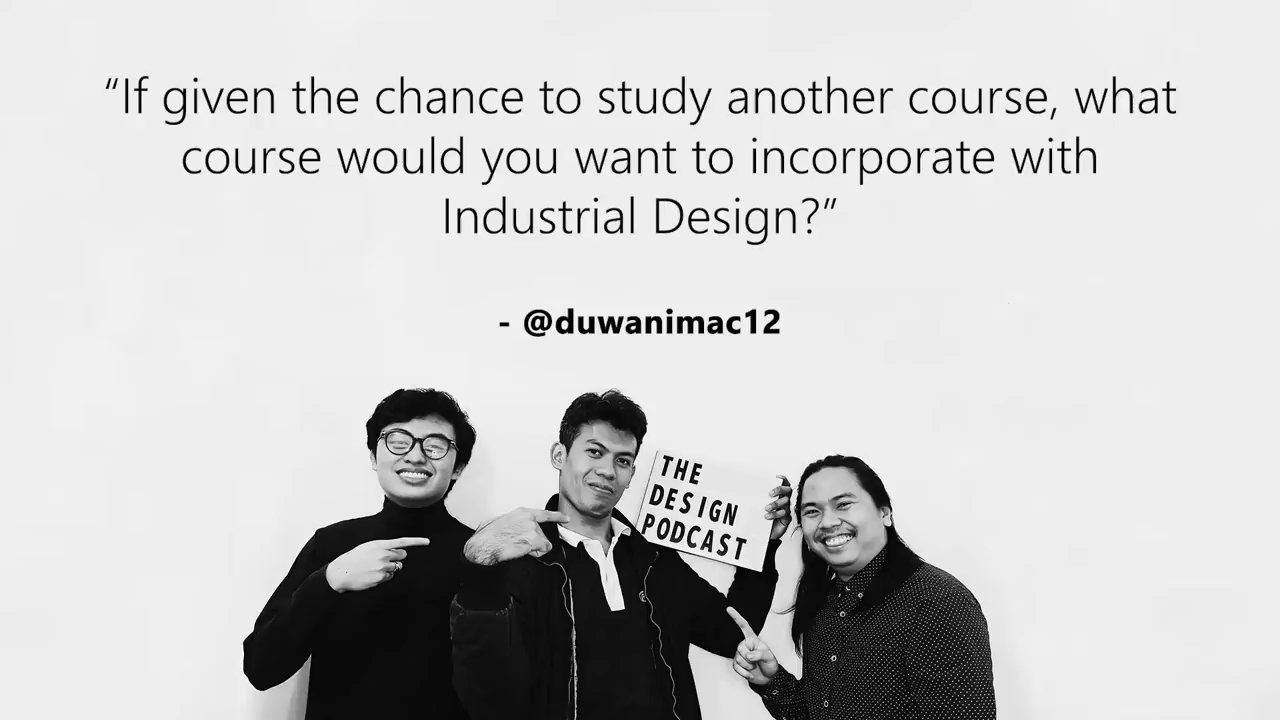 “If given the chance to study another course, what
course would you want to incorporate with
Industrial Design?”
- @duwanimac12
THE
DESIGN
PODCAST